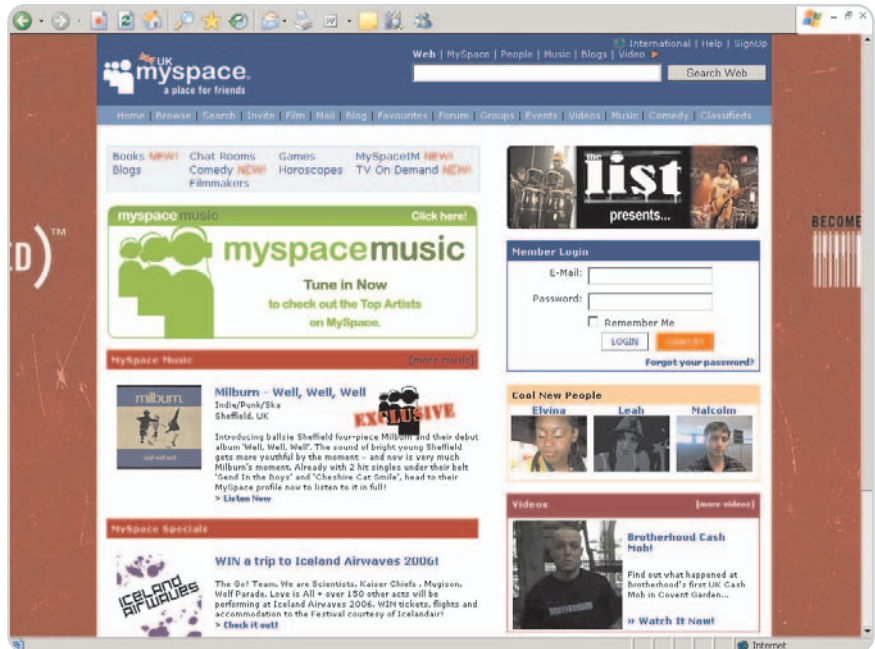 International | Help | SignUp
UK
myspace.
a place for friends
Web | MySpace | People | Music | Blogs | Video
Search Web
Home | Browse | Search | Invite | Film | Mail | Blog | Favourites | Forum | Groups | Events | Videos | Music | Comedy | Classifieds
Books NEW! Chat Rooms Games MySpaceIM NEW!
Blogs Comedy NEW! Horoscopes TV On Demand NEW!
Filmmakers
myspace music Click here!
myspacemusic
Tune in Now
to check out the Top Artists
on MySpace.
MySpace Music [more music]
milburn.
well well well
Milburn - Well, Well, Well
Indie/Punk/Ska
Sheffield, UK
EXCLUSIVE
Introducing ballsie Sheffield four-piece Milburn and their debut
album 'Well, Well, Well'. The sound of bright young Sheffield
gets more youthful by the moment – and now is very much
Milburn's moment. Already with 2 hit singles under their belt
'Send In the Boys' and 'Cheshire Cat Smile', head to their
MySpace profile now to listen to it in full!
> Listen Now
MySpace Specials
ICELAND
AIRWAVES
WIN a trip to Iceland Airwaves 2006!
The Go! Team, We are Scientists, Kaiser Chiefs , Mugison,
Wolf Parade, Love is All + over 150 other acts will be
performing at Iceland Airwaves 2006. WIN tickets, flights and
accommodation to the Festival courtesy of Icelandair!
> Check it out!
the list
presents...
Member Login
E-Mail:
Password:
Remember Me
LOGIN
Forgot your password?
Cool New People
Elvina Leah Malcolm
Videos [more videos]
BROTHERHOOD
Brotherhood Cash
Mob!
Find out what happened at
Brotherhood's first UK Cash
Mob in Covent Garden...
» Watch It Now!
ED)™
BECOME
Internet